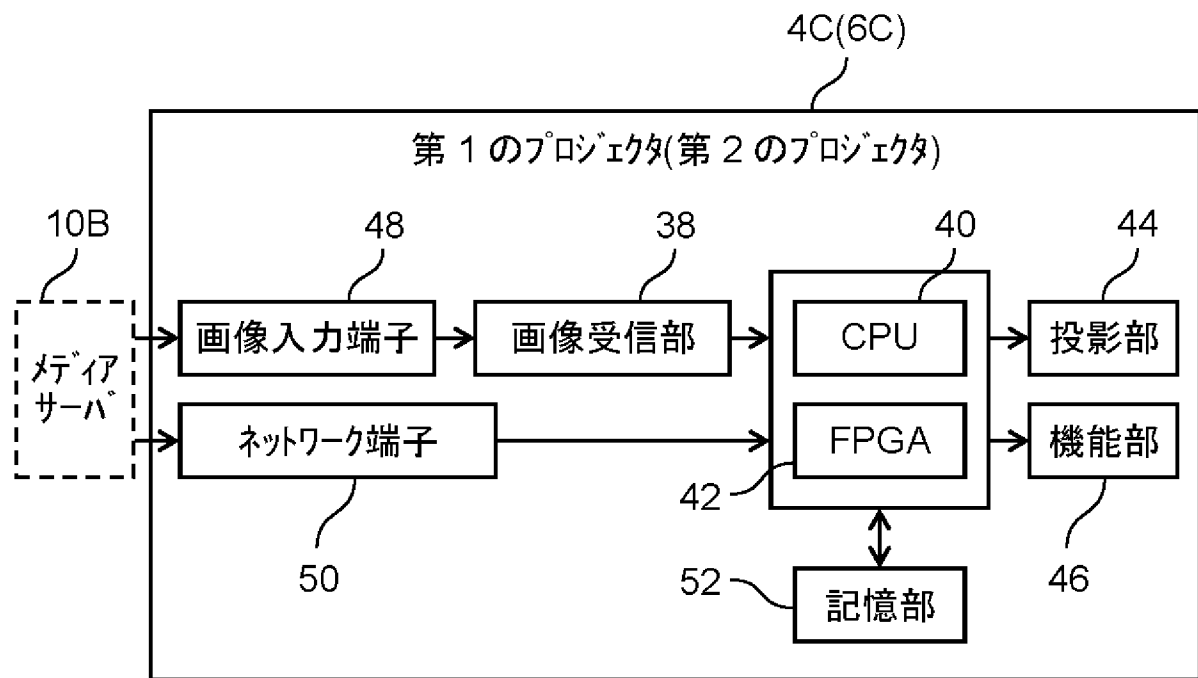 4C(6C)
第1のプロジェクタ(第2のプロジェクタ)
10B
48
38
40
44
メディア
サーバ
画像入力端子
画像受信部
CPU
投影部
ネットワーク端子
FPGA
機能部
42
50
52
記憶部
46